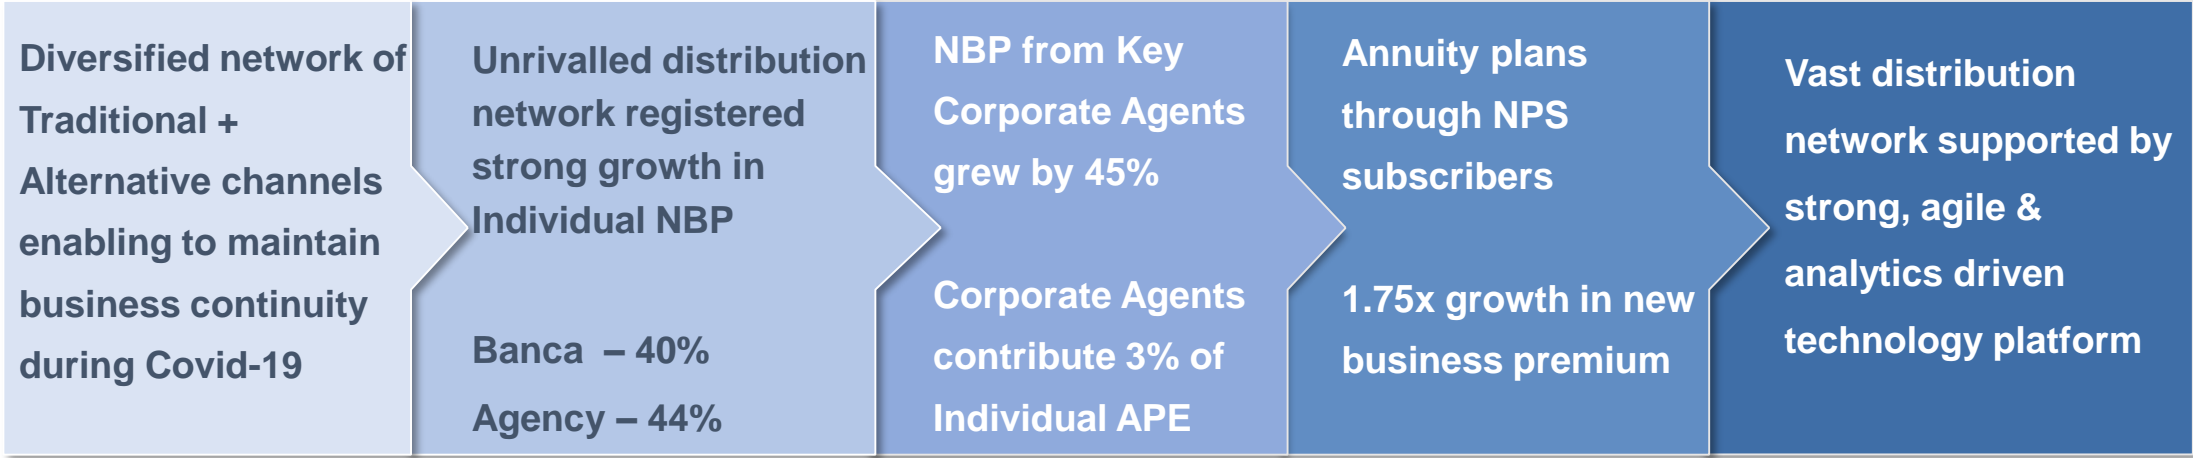 Diversified network of
Traditional +
Alternative channels
enabling to maintain
business continuity
during Covid-19
Unrivalled distribution
network registered
strong growth in
Individual NBP
Banca – 40%
Agency – 44%
NBP from Key
Corporate Agents
grew by 45%
Corporate Agents
contribute 3% of
Individual APE
Annuity plans
through NPS
subscribers
1.75x growth in new
business premium
Vast distribution
network supported by
strong, agile &
analytics driven
technology platform